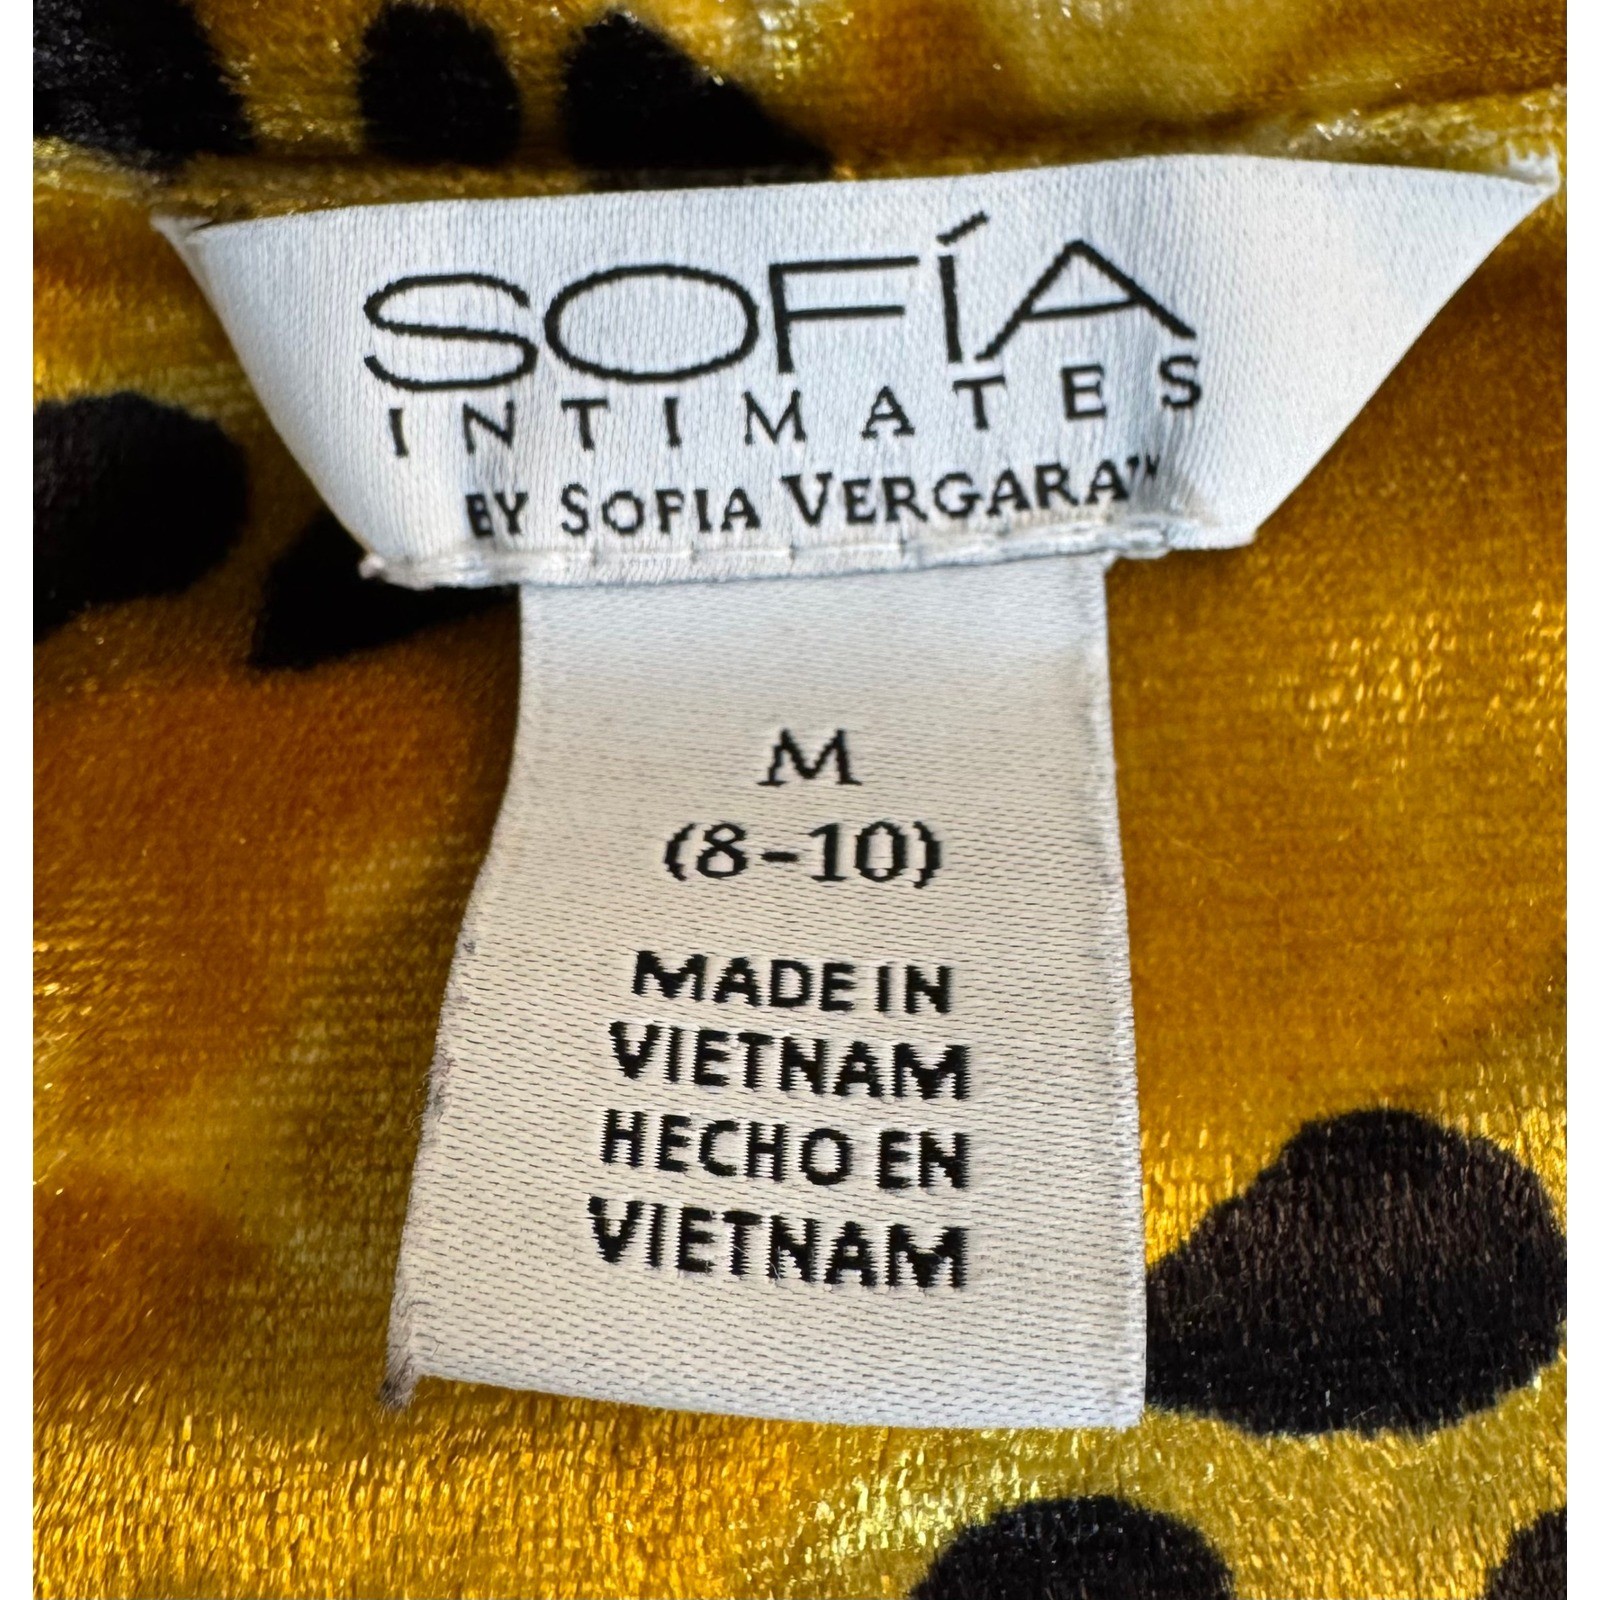 SOFÍA
INTIMATES
BY SOFIA VERGARA™
M
(8-10)
MADE IN
VIETNAM
HECHO EN
VIETNAM